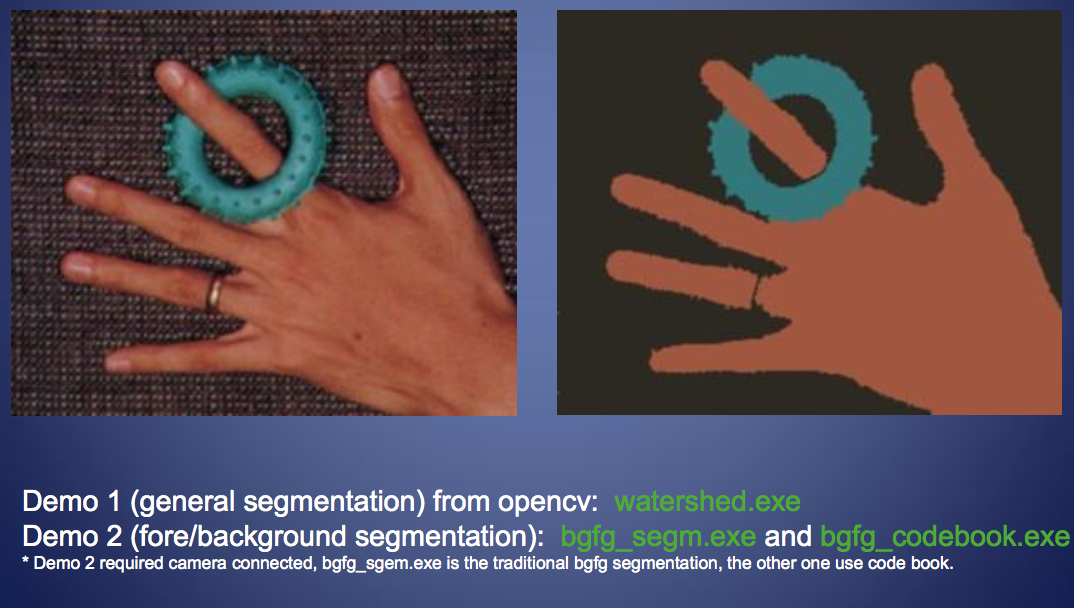 Demo 1 (general segmentation) from opencv: watershed.exe
Demo 2 (fore/background segmentation): bgfg_segm.exe and bgfg_codebook.exe
* Demo 2 required camera connected, bgfg_sgem.exe is the traditional bgfg segmentation, the other one use code book.